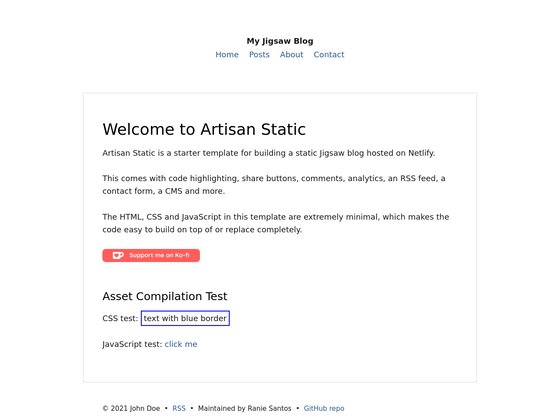 My Jigsaw Blog
Home Posts About Contact
Welcome to Artisan Static
Artisan Static is a starter template for building a static Jigsaw blog hosted on Netlify.
This comes with code highlighting, share buttons, comments, analytics, an RSS feed, a
contact form, a CMS and more.
The HTML, CSS and JavaScript in this template are extremely minimal, which makes the
code easy to build on top of or replace completely.
Support me on Ko-fi
Asset Compilation Test
CSS test: text with blue border
JavaScript test: click me
© 2021 John Doe • RSS • Maintained by Ranie Santos • GitHub repo